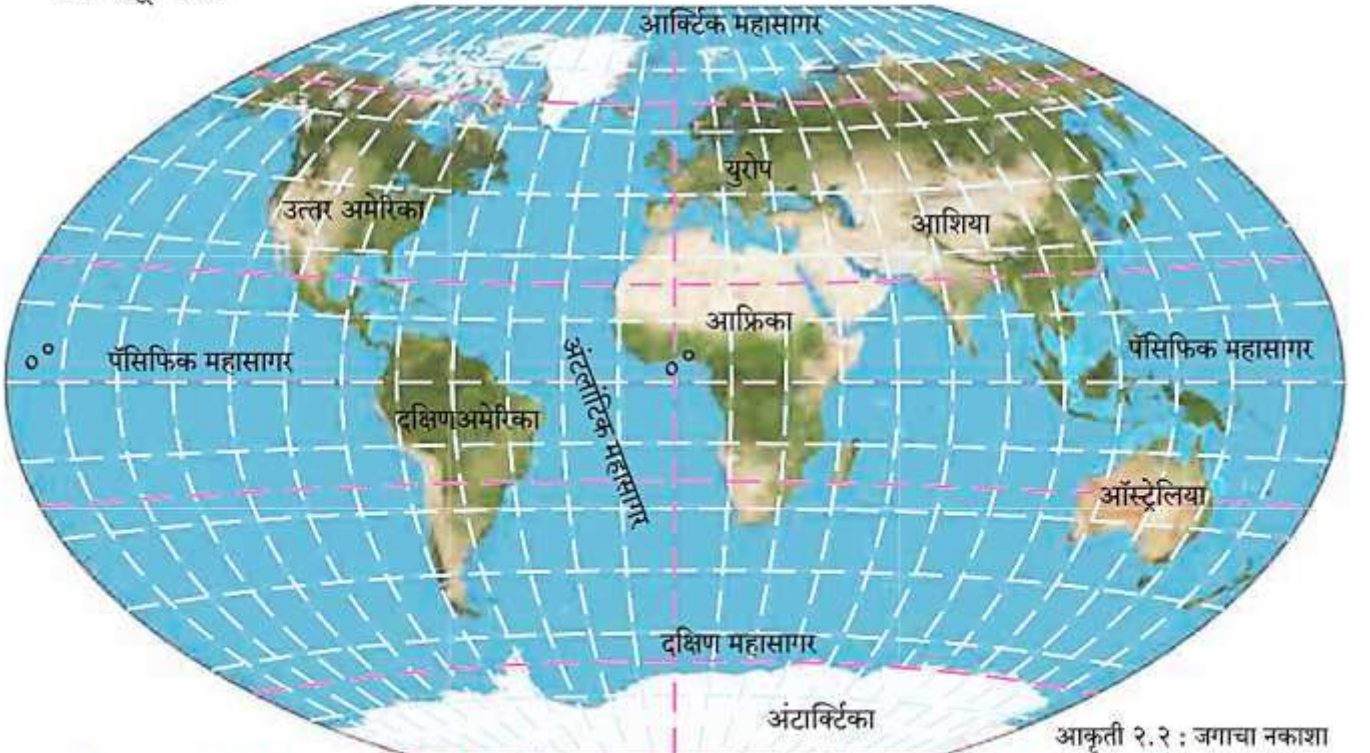 आर्क्टिक महासागर
युरोप
उत्तर अमेरिका
आशिया
आफ्रिका
०°
पॅसिफिक महासागर
अटलांटिक महासागर
०°
पॅसिफिक महासागर
दक्षिणअमेरिका
ऑस्ट्रेलिया
दक्षिण महासागर
अंटार्क्टिका
आकृती २.२ : जगाचा नकाशा